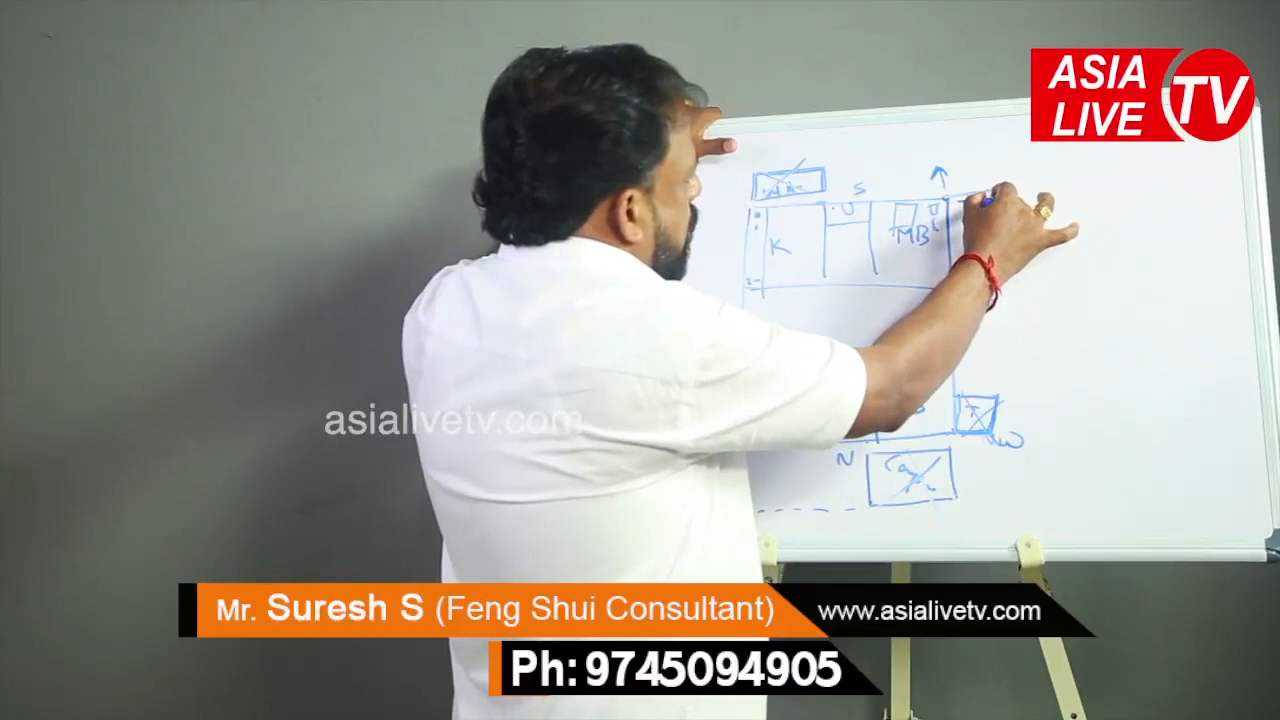 ASIA
LIVE
TV
S
U
K
MB
T
W
N
asialivetv.com
Mr. Suresh S (Feng Shui Consultant)
www.asialivetv.com
Ph: 9745094905